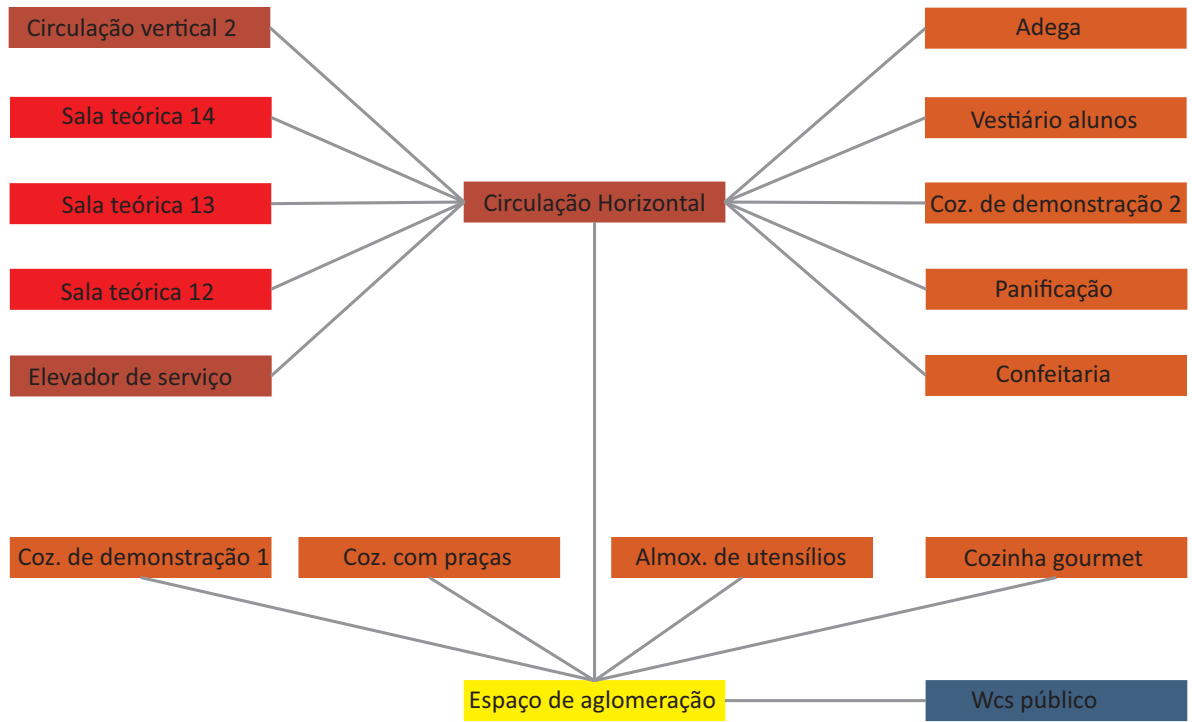 Circulação vertical 2
Adega
Sala teórica 14
Vestiário alunos
Sala teórica 13
Circulação Horizontal
Coz. de demonstração 2
Sala teórica 12
Panificação
Elevador de serviço
Confeitaria
Coz. de demonstração 1
Coz. com praças
Almox. de utensílios
Cozinha gourmet
Espaço de aglomeração
Wcs público